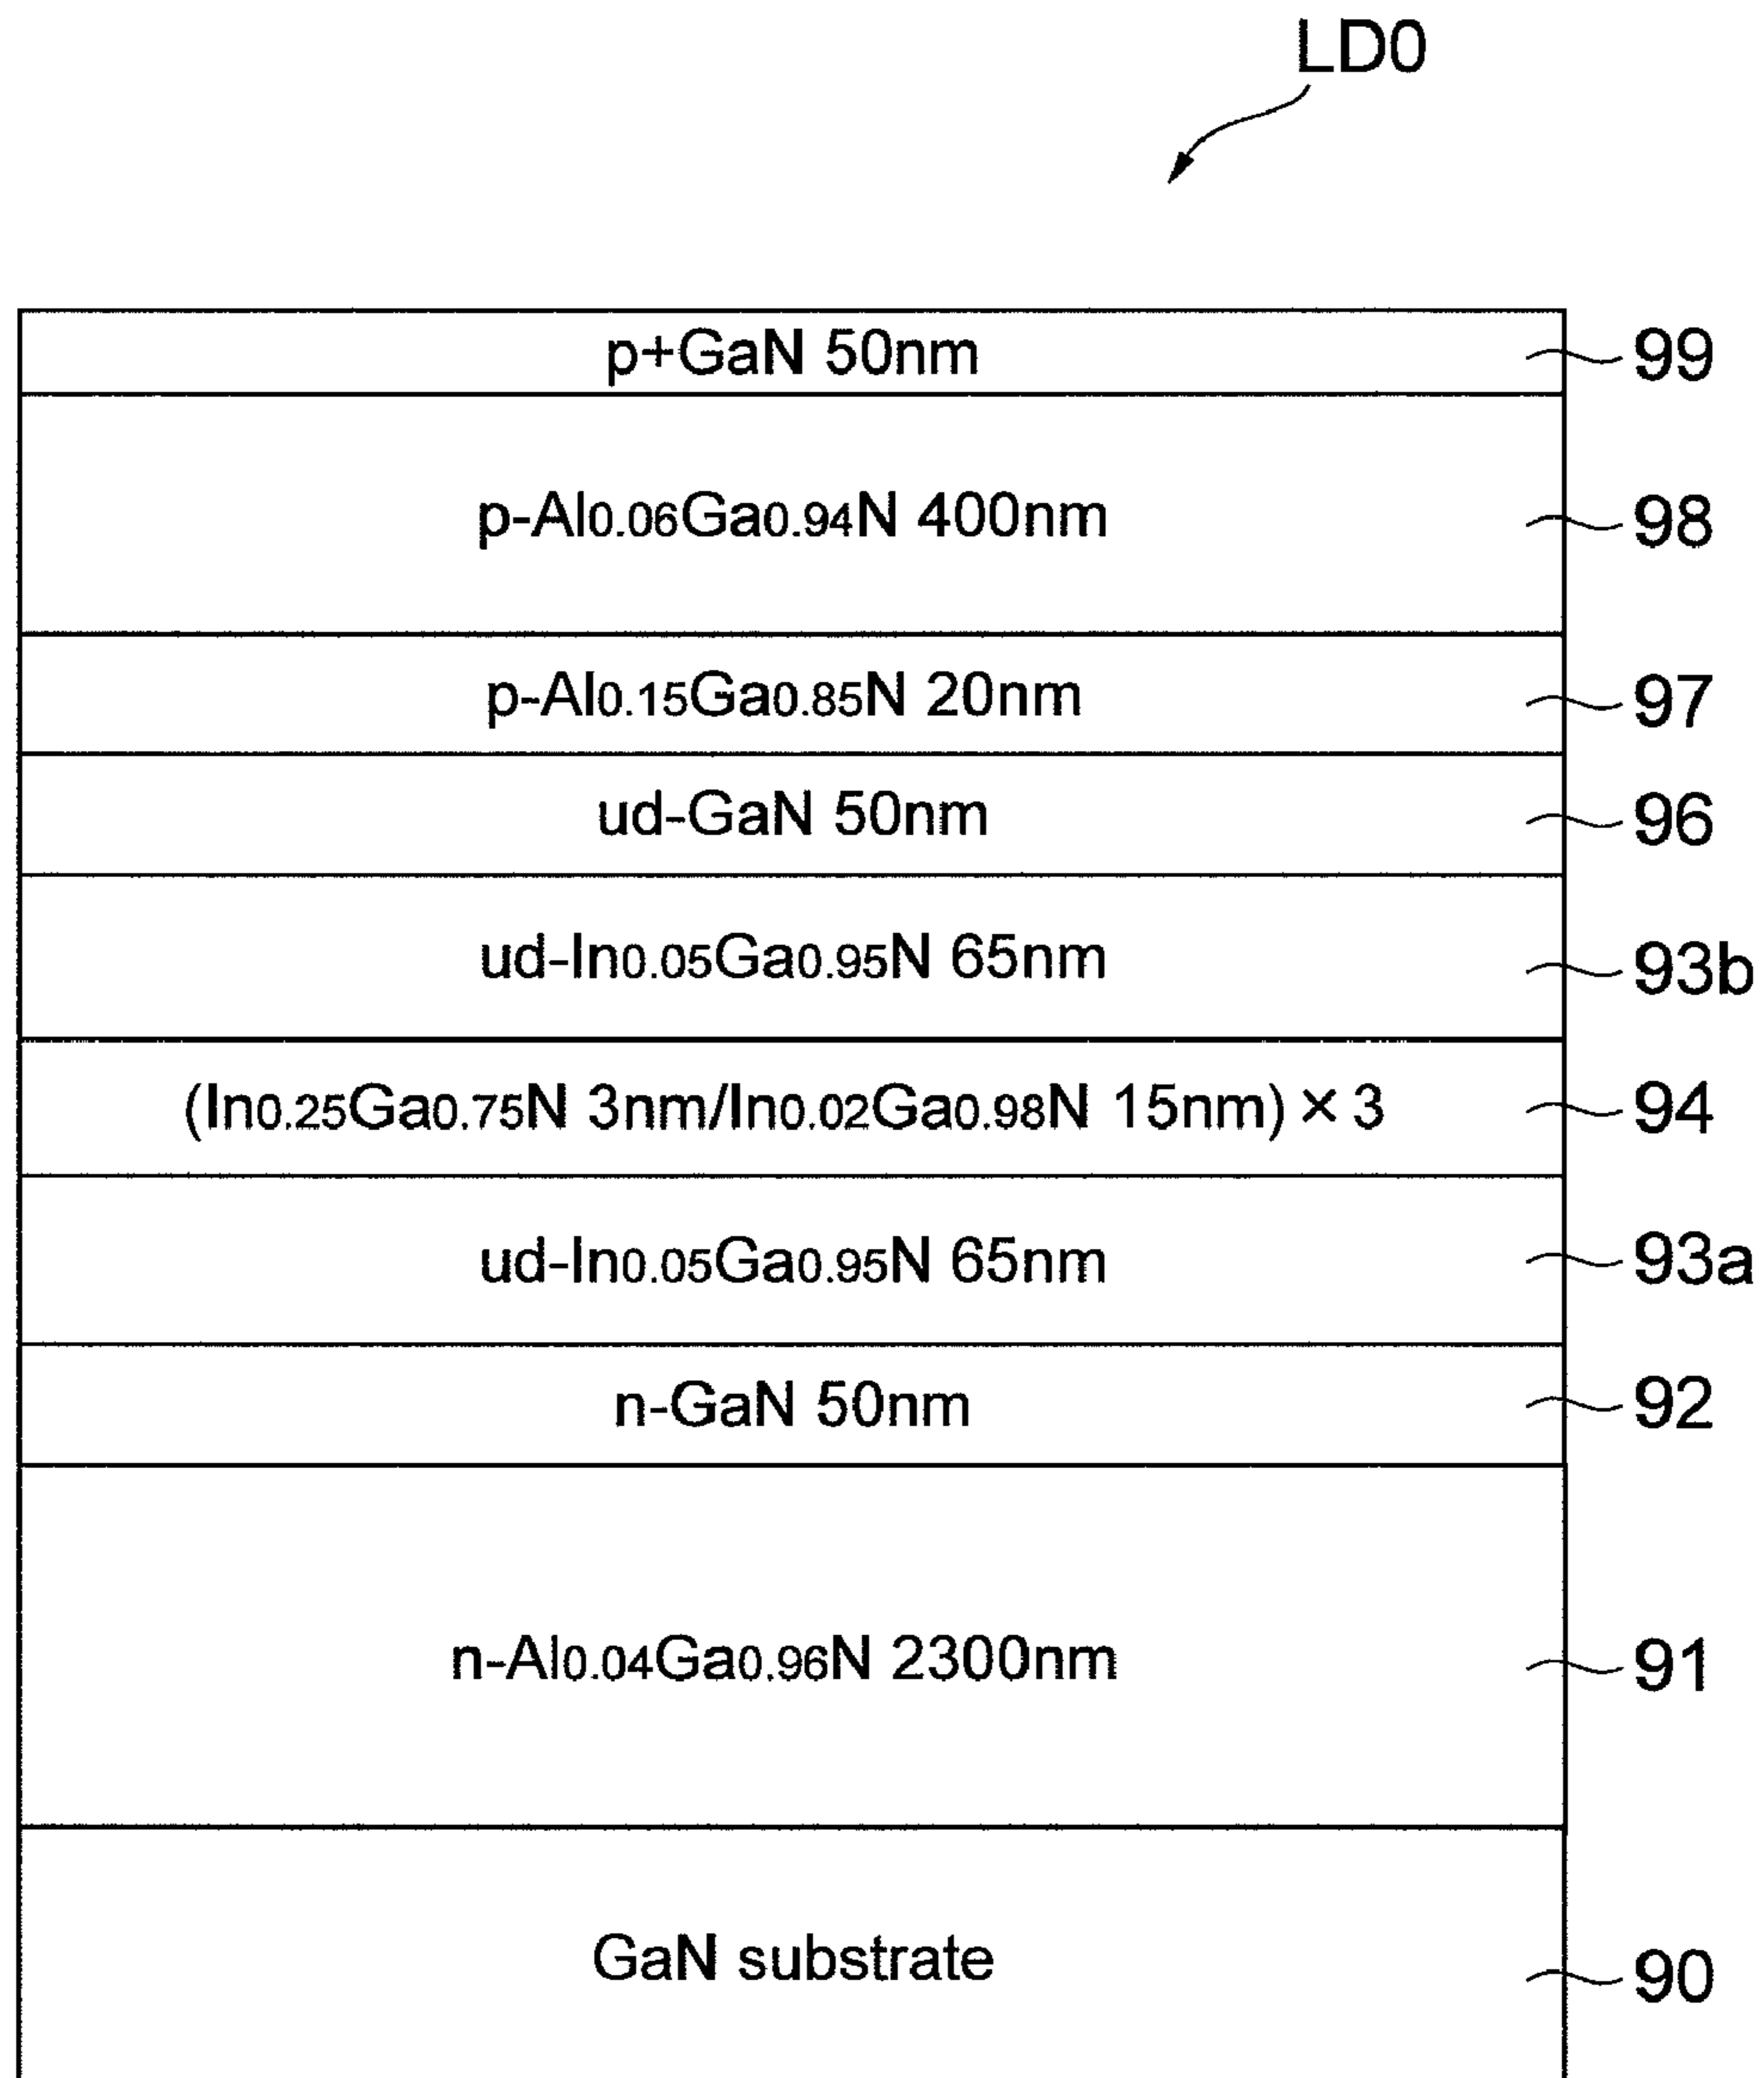 LD0
p+GaN 50nm 99
p-Al0.06Ga0.94N 400nm 98
p-Al0.15Ga0.85N 20nm 97
ud-GaN 50nm 96
ud-In0.05Ga0.95N 65nm 93b
(In0.25Ga0.75N 3nm/In0.02Ga0.98N 15nm) × 3 94
ud-In0.05Ga0.95N 65nm 93a
n-GaN 50nm 92
n-Al0.04Ga0.96N 2300nm 91
GaN substrate 90